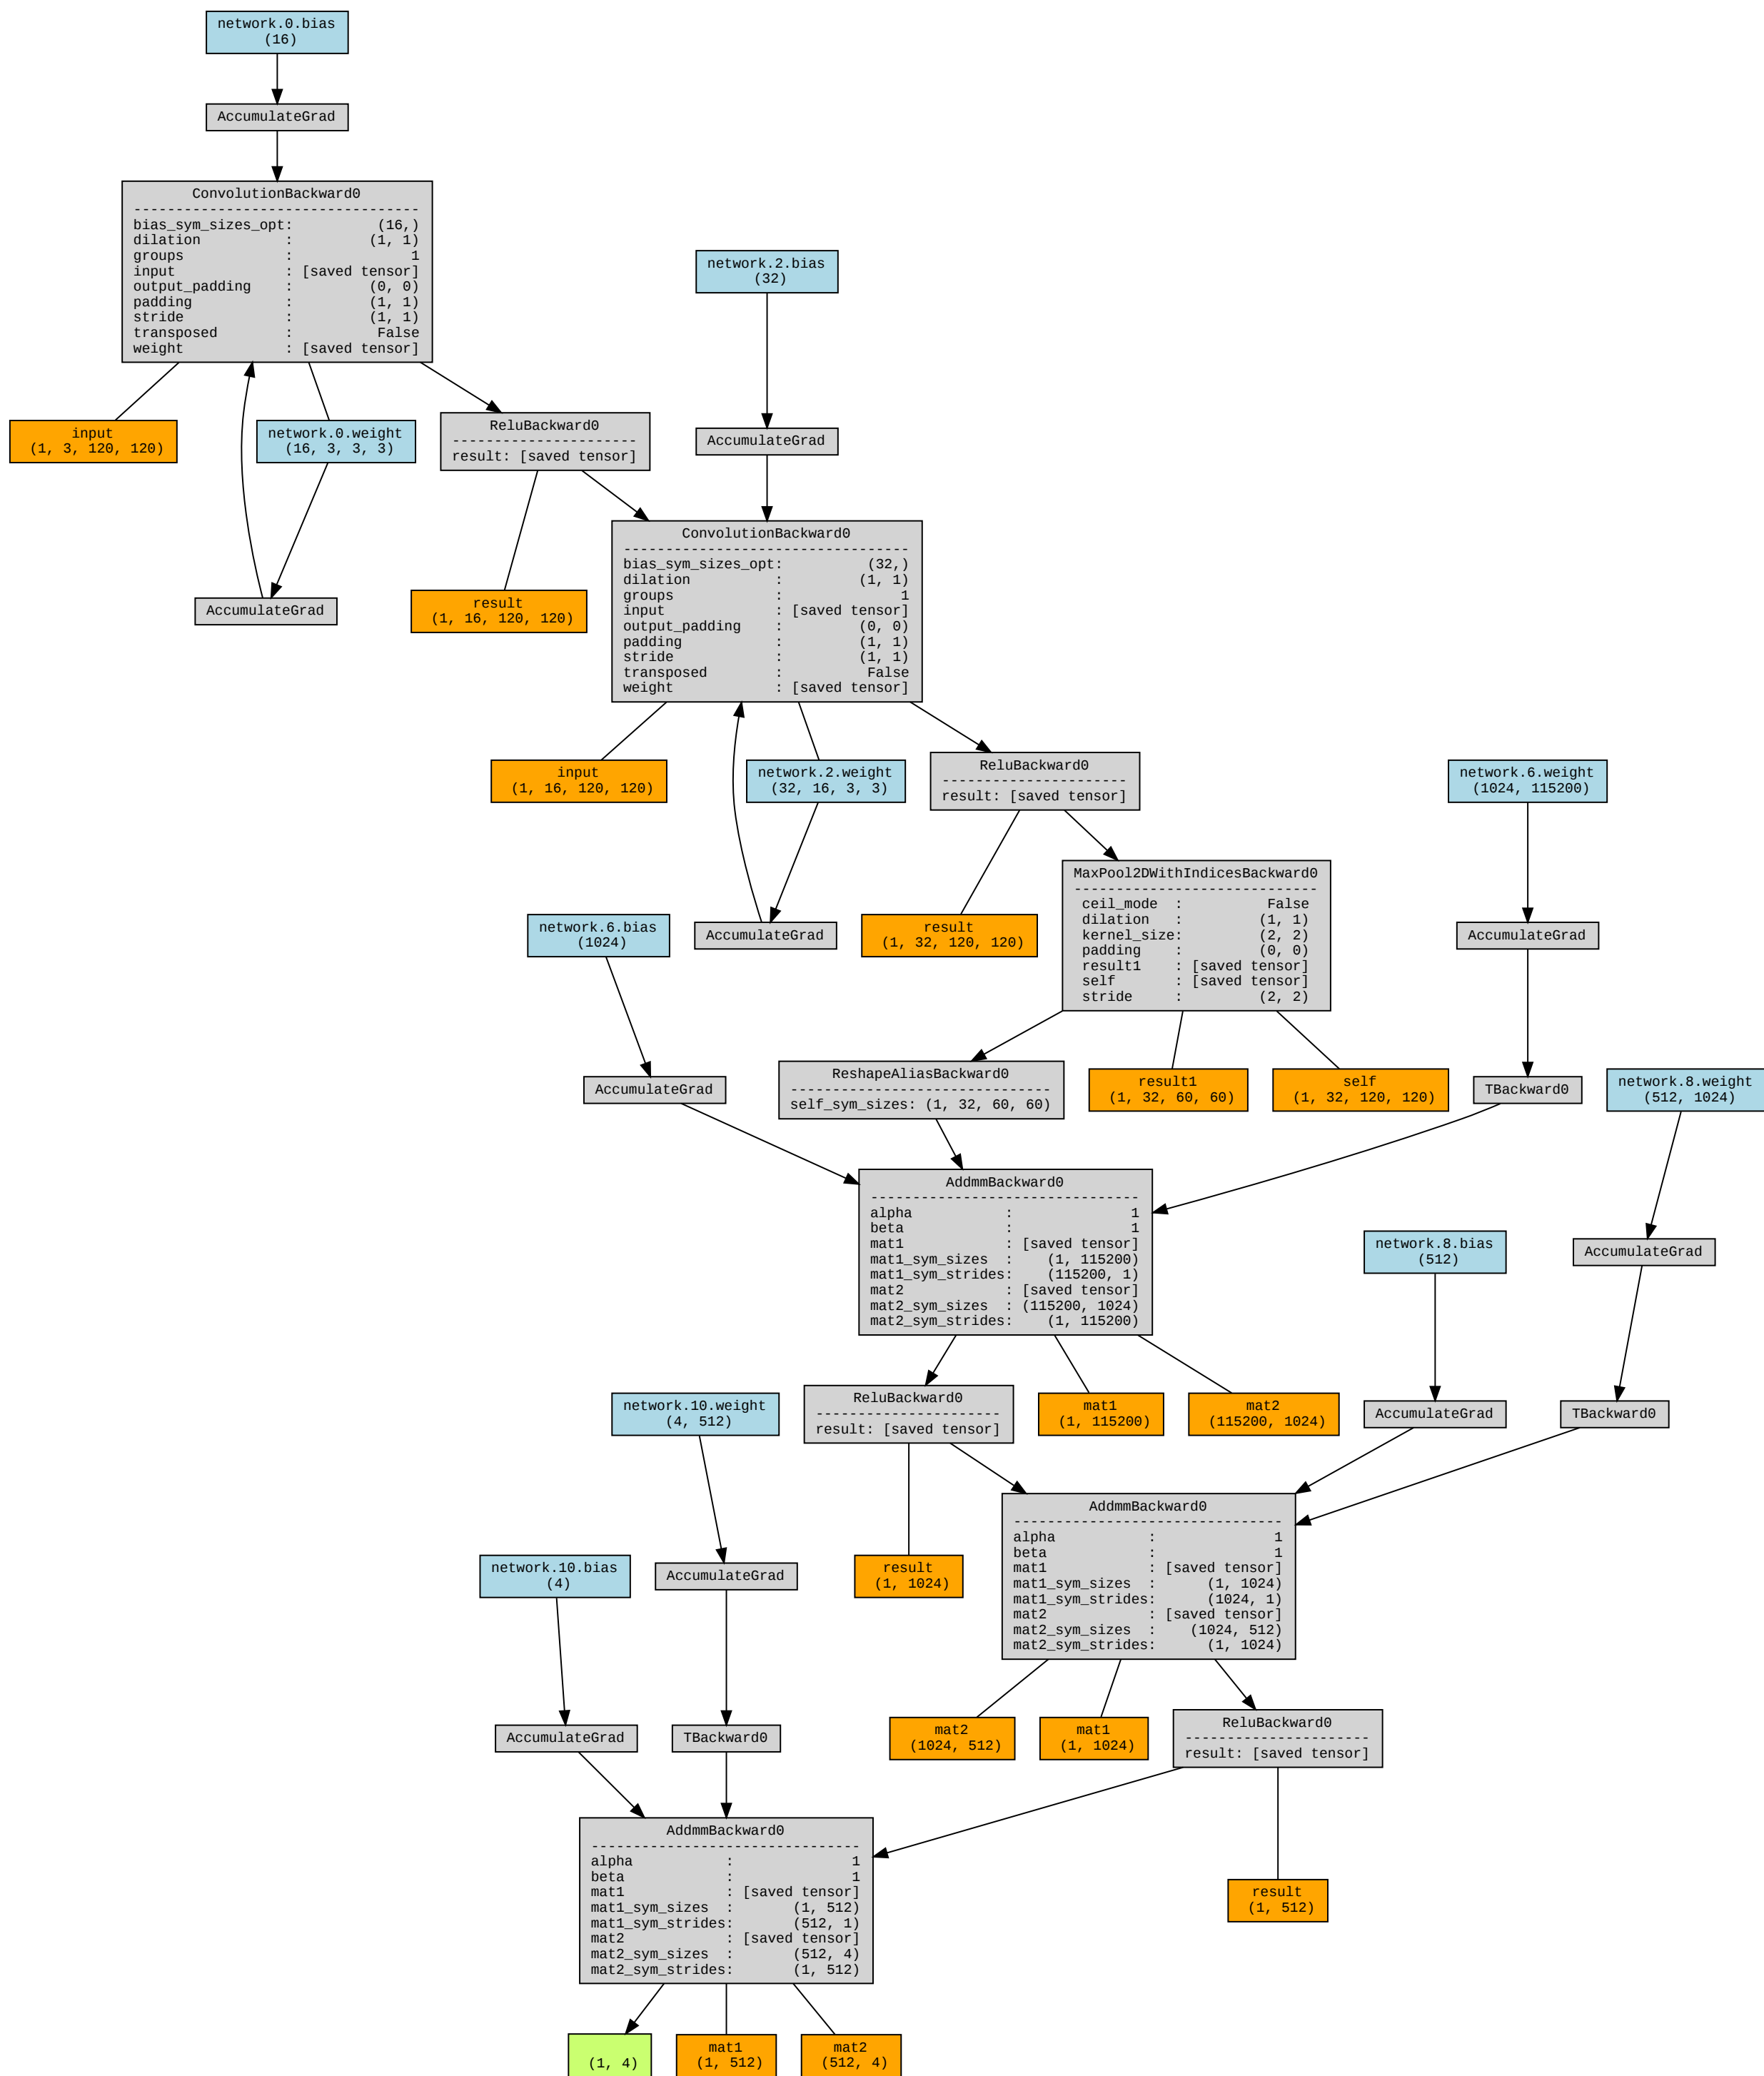 network.0.bias
(16)
AccumulateGrad
ConvolutionBackward0
----------------------------------
bias_sym_sizes_opt:          (16,)
dilation          :         (1, 1)
groups            :              1
input             : [saved tensor]
output_padding    :         (0, 0)
padding           :         (1, 1)
stride            :         (1, 1)
transposed        :          False
weight            : [saved tensor]
network.2.bias
(32)
input
(1, 3, 120, 120)
network.0.weight
(16, 3, 3, 3)
ReluBackward0
----------------------
result: [saved tensor]
AccumulateGrad
AccumulateGrad
result
(1, 16, 120, 120)
ConvolutionBackward0
----------------------------------
bias_sym_sizes_opt:          (32,)
dilation          :         (1, 1)
groups            :              1
input             : [saved tensor]
output_padding    :         (0, 0)
padding           :         (1, 1)
stride            :         (1, 1)
transposed        :          False
weight            : [saved tensor]
input
(1, 16, 120, 120)
network.2.weight
(32, 16, 3, 3)
ReluBackward0
----------------------
result: [saved tensor]
network.6.weight
(1024, 115200)
network.6.bias
(1024)
AccumulateGrad
result
(1, 32, 120, 120)
MaxPool2DWithIndicesBackward0
-----------------------------
ceil_mode  :          False
dilation   :         (1, 1)
kernel_size:         (2, 2)
padding    :         (0, 0)
result1    : [saved tensor]
self       : [saved tensor]
stride     :         (2, 2)
AccumulateGrad
AccumulateGrad
ReshapeAliasBackward0
-------------------------------
self_sym_sizes: (1, 32, 60, 60)
result1
(1, 32, 60, 60)
self
(1, 32, 120, 120)
TBackward0
network.8.weight
(512, 1024)
AddmmBackward0
--------------------------------
alpha           :              1
beta            :              1
mat1            : [saved tensor]
mat1_sym_sizes  :    (1, 115200)
mat1_sym_strides:    (115200, 1)
mat2            : [saved tensor]
mat2_sym_sizes  : (115200, 1024)
mat2_sym_strides:    (1, 115200)
network.8.bias
(512)
AccumulateGrad
network.10.weight
(4, 512)
ReluBackward0
----------------------
result: [saved tensor]
mat1
(1, 115200)
mat2
(115200, 1024)
AccumulateGrad
TBackward0
network.10.bias
(4)
AccumulateGrad
result
(1, 1024)
AddmmBackward0
--------------------------------
alpha           :              1
beta            :              1
mat1            : [saved tensor]
mat1_sym_sizes  :      (1, 1024)
mat1_sym_strides:      (1024, 1)
mat2            : [saved tensor]
mat2_sym_sizes  :    (1024, 512)
mat2_sym_strides:      (1, 1024)
AccumulateGrad
TBackward0
mat2
(1024, 512)
mat1
(1, 1024)
ReluBackward0
----------------------
result: [saved tensor]
AddmmBackward0
--------------------------------
alpha           :              1
beta            :              1
mat1            : [saved tensor]
mat1_sym_sizes  :       (1, 512)
mat1_sym_strides:       (512, 1)
mat2            : [saved tensor]
mat2_sym_sizes  :       (512, 4)
mat2_sym_strides:       (1, 512)
result
(1, 512)
(1, 4)
mat1
(1, 512)
mat2
(512, 4)